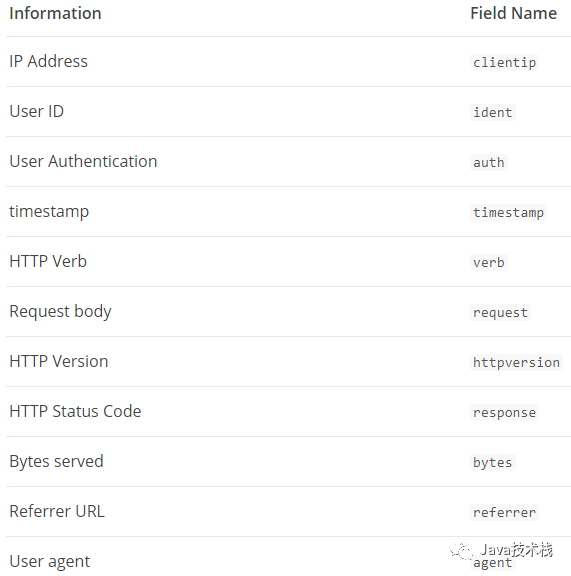 Information Field Name
IP Address clientip
User ID ident
User Authentication auth
timestamp timestamp
HTTP Verb verb
Request body request
HTTP Version httpversion
HTTP Status Code response
Bytes served bytes
Referrer URL referrer
Java技术栈
User agent agent